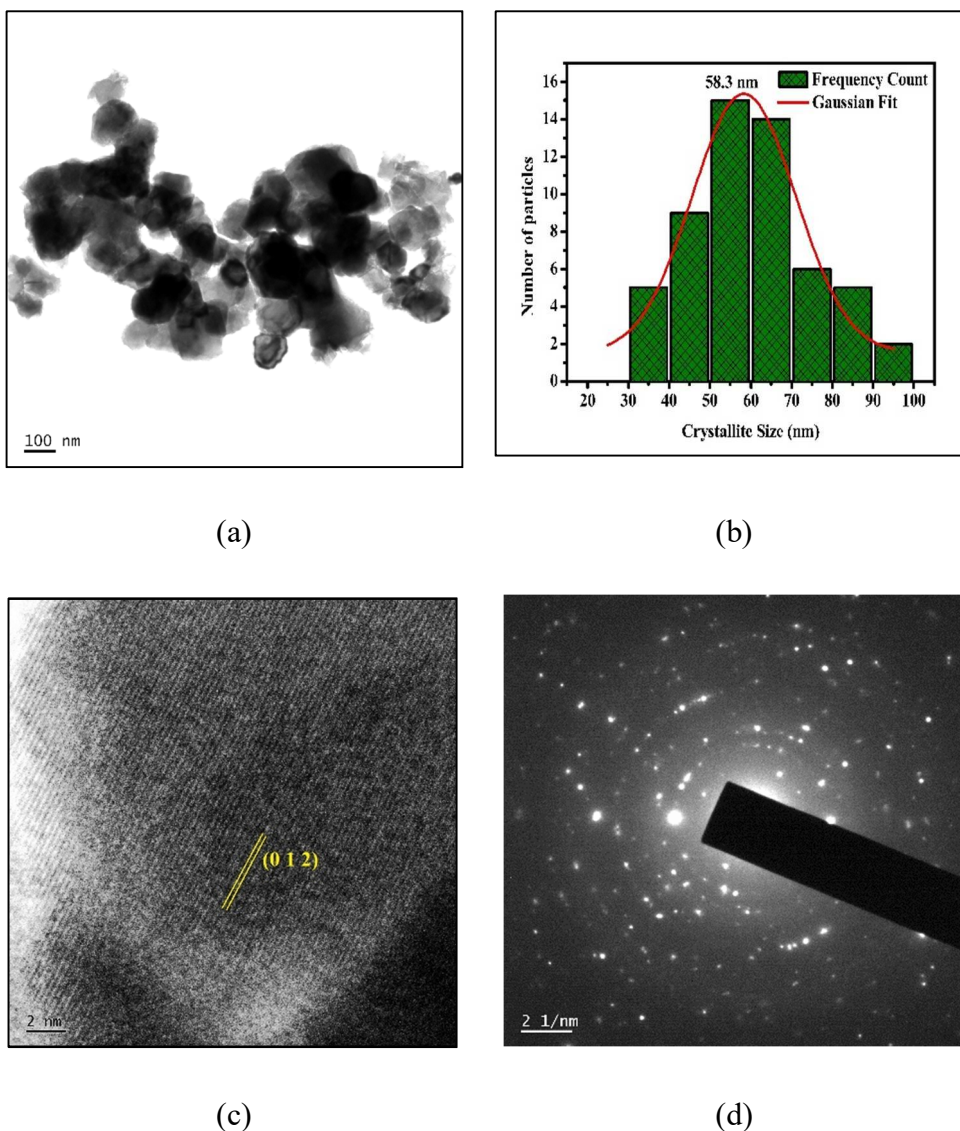 100 nm
(a)
58.3 nm
Frequency Count
Gaussian Fit
16
14
12
10
8
6
4
2
0
Number of particles
20 30 40 50 60 70 80 90 100
Crystallite Size (nm)
(b)
(0 1 2)
2 nm
(c)
2 1/nm
(d)